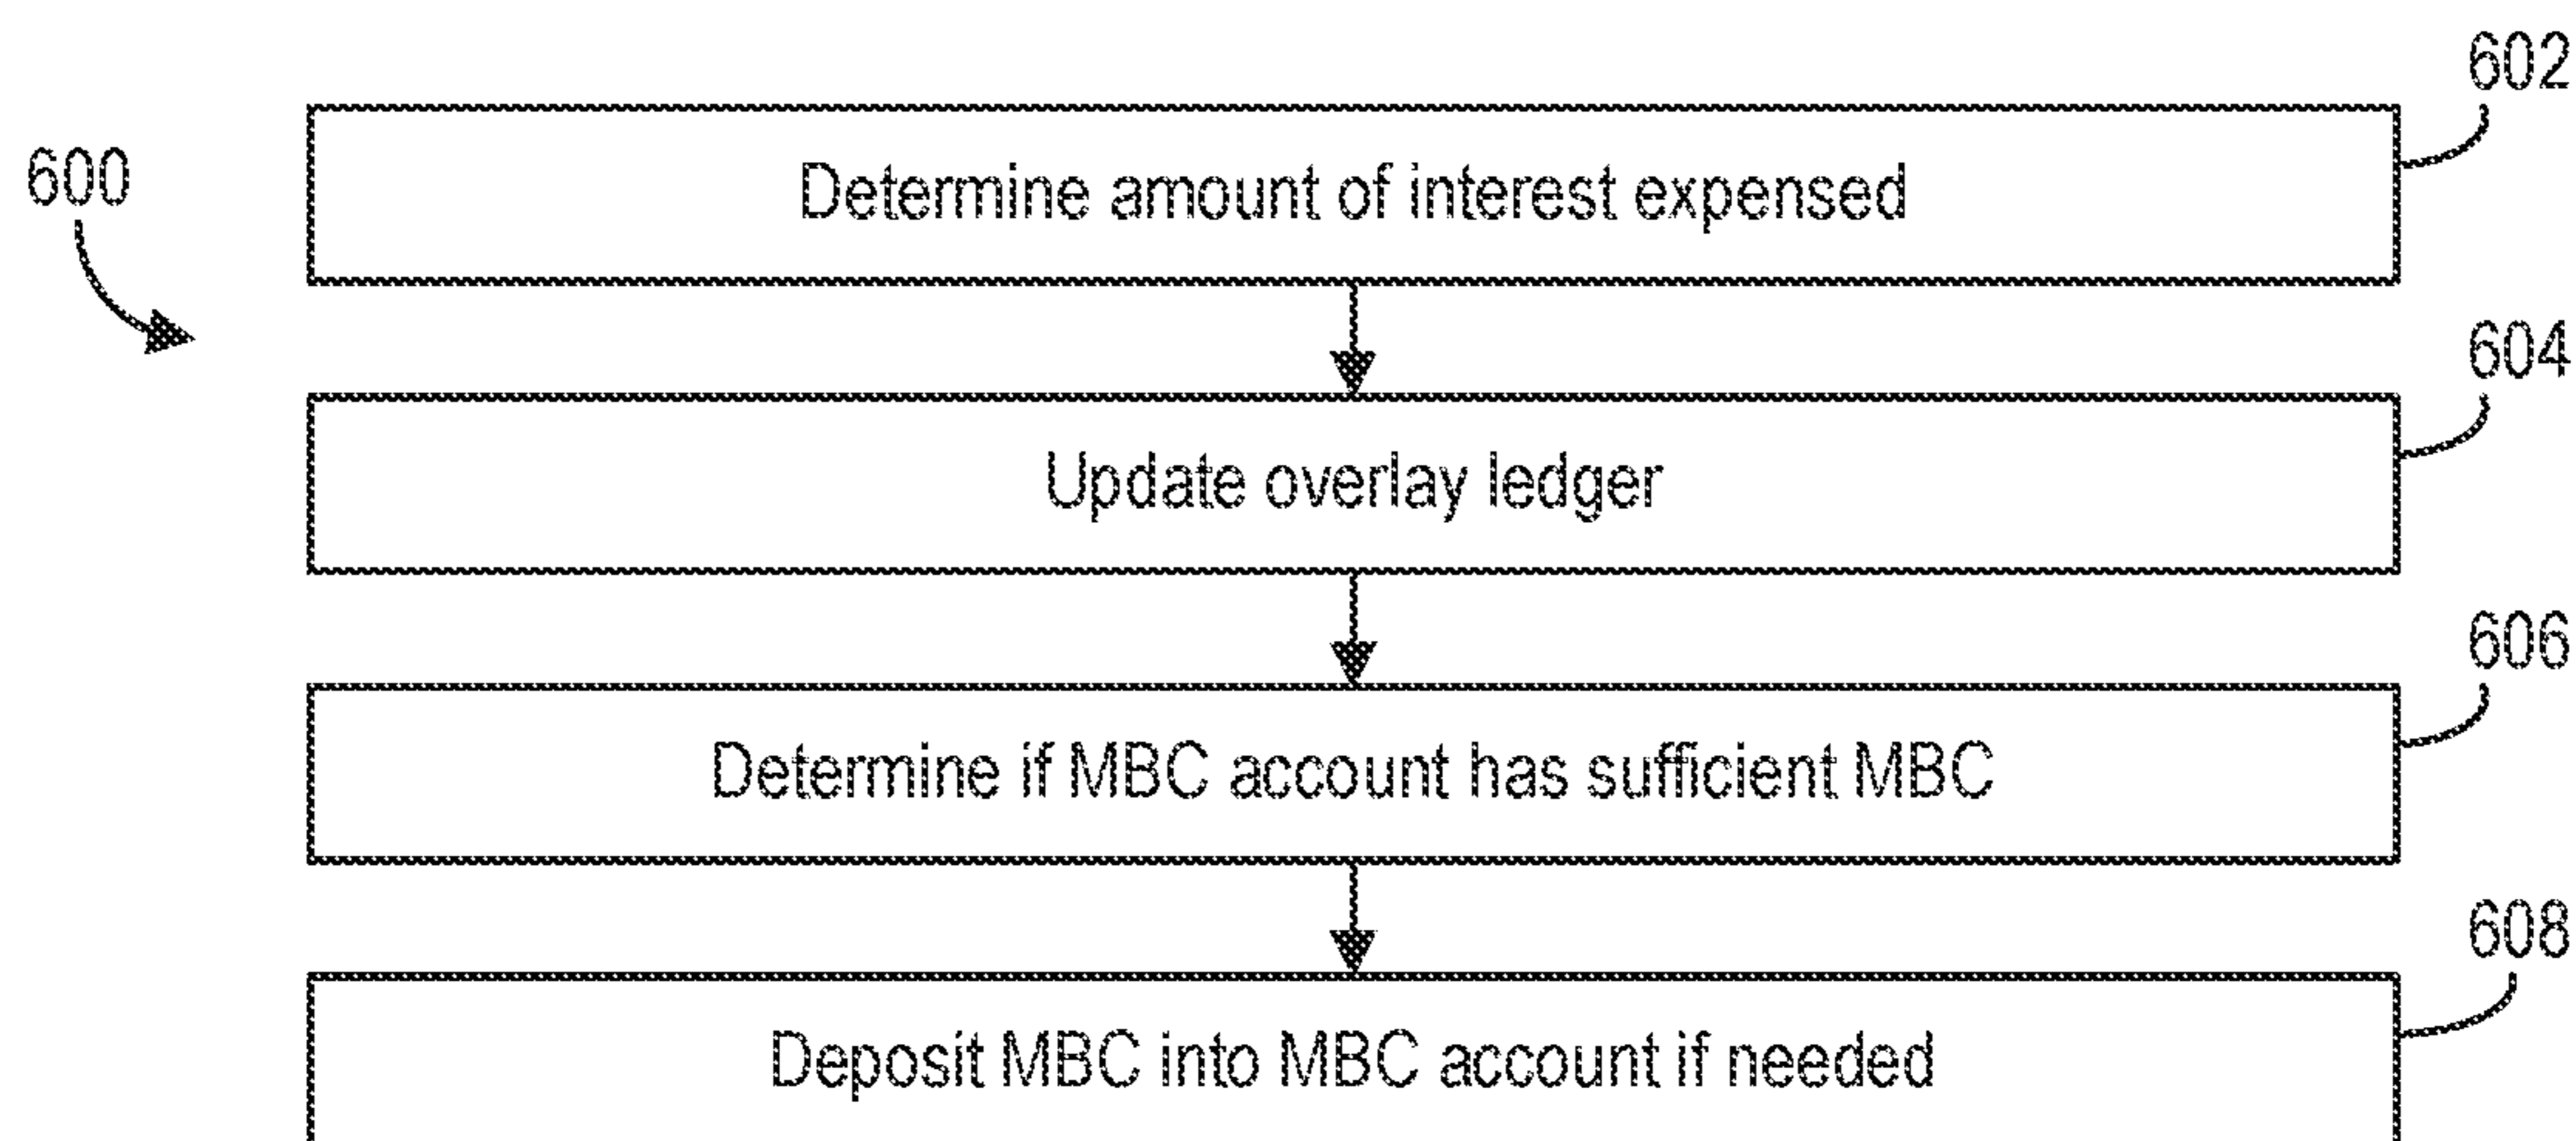 602
600
Determine amount of interest expensed
604
Update overlay ledger
606
Determine if MBC account has sufficient MBC
608
Deposit MBC into MBC account if needed